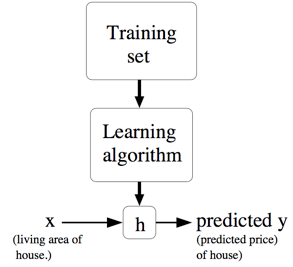 Training
set
Learning
algorithm
x
h
predicted y
(living area of
house.)
(predicted price)
of house)